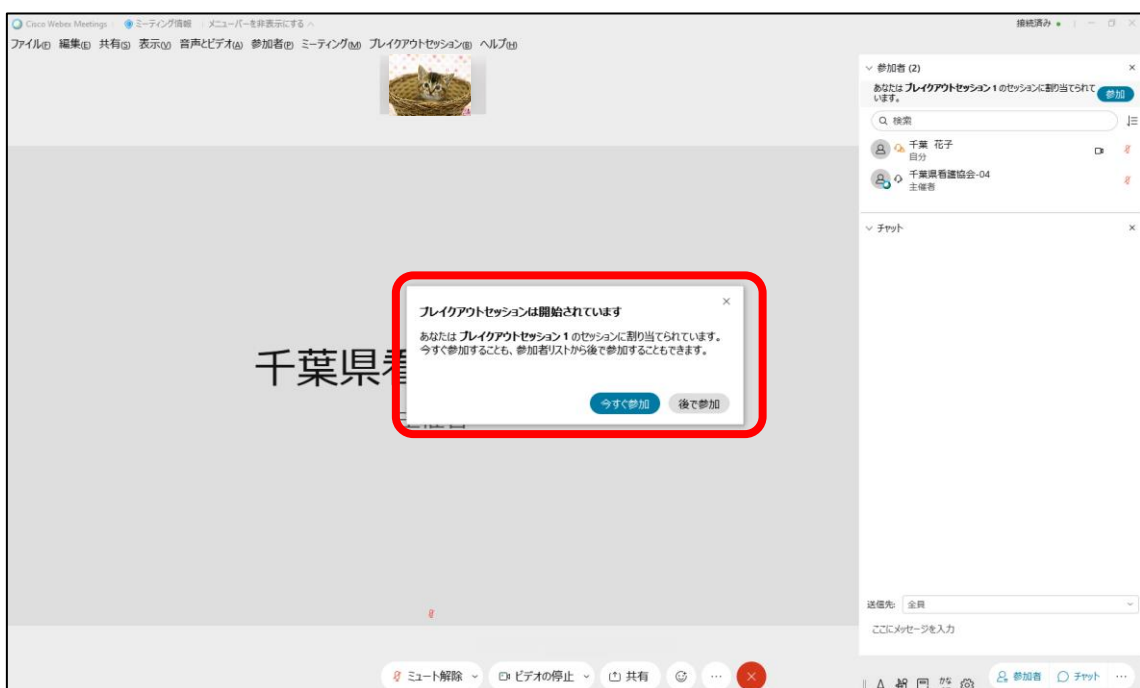 Cisco Webex Meetings
ミーティング情報
メニューバーを非表示にする
接続済み
ファイル(F) 編集(E) 共有(S) 表示(V) 音声とビデオ(A) 参加者(P) ミーティング(M) ブレイクアウトセッション(B) ヘルプ(H)
参加者 (2)
あなたは ブレイクアウトセッション 1 のセッションに割り当てられて
います。
参加
検索
千葉 花子
自分
千葉県看護協会-04
主催者
チャット
ブレイクアウトセッションは開始されています
あなたは ブレイクアウトセッション 1 のセッションに割り当てられています。
今すぐ参加することも、参加者リストから後で参加することもできます。
今すぐ参加 後で参加
千葉県
送信先: 全員
ここにメッセージを入力
ミュート解除 ビデオの停止 共有
A 般 かな
参加者 チャット